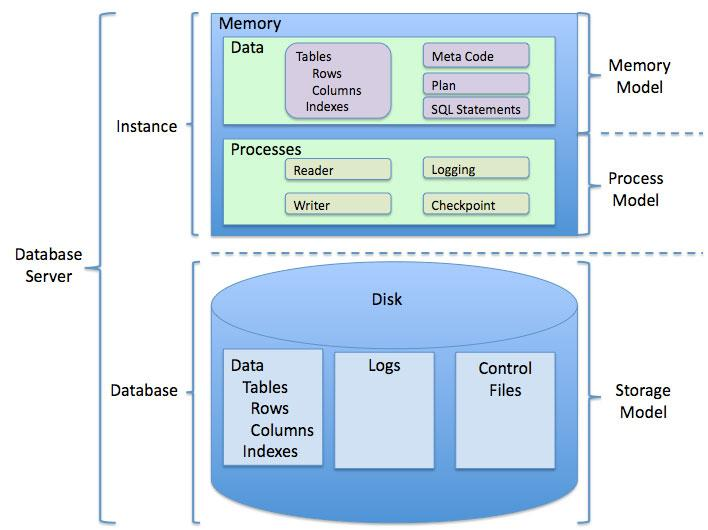 Memory
Data
Tables
Rows
Columns
Indexes
Meta Code
Plan
SQL Statements
Processes
Reader
Logging
Writer
Checkpoint
Instance
Memory
Model
Process
Model
Database
Server
Disk
Data
Tables
Rows
Columns
Indexes
Logs
Control
Files
Database
Storage
Model